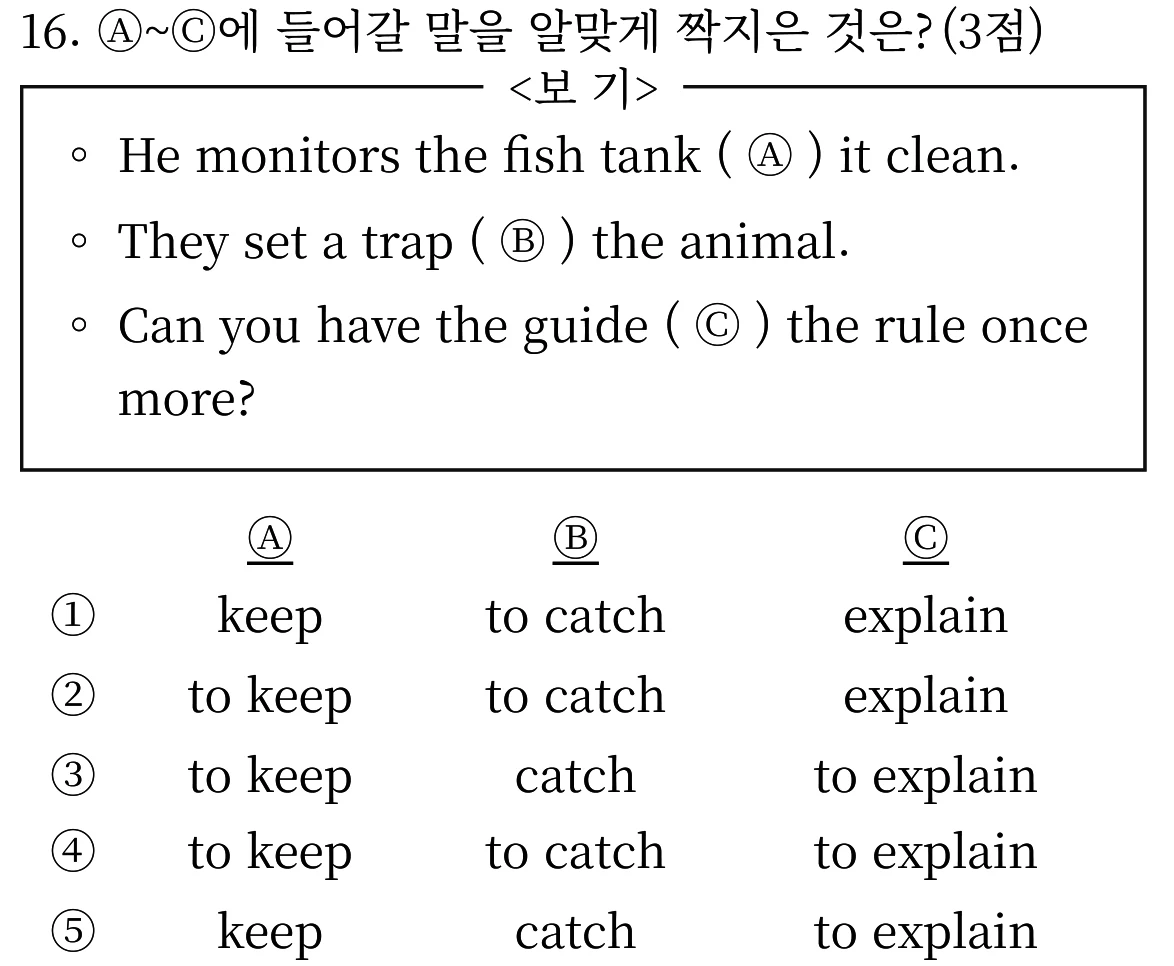 16. Ⓐ~Ⓒ에 들어갈 말을 알맞게 짝지은 것은?(3점)
<보 기>
◦ He monitors the fish tank ( Ⓐ ) it clean.
◦ They set a trap ( Ⓑ ) the animal.
◦ Can you have the guide ( Ⓒ ) the rule once
more?
Ⓐ Ⓑ Ⓒ
① keep to catch explain
② to keep to catch explain
③ to keep catch to explain
④ to keep to catch to explain
⑤ keep catch to explain